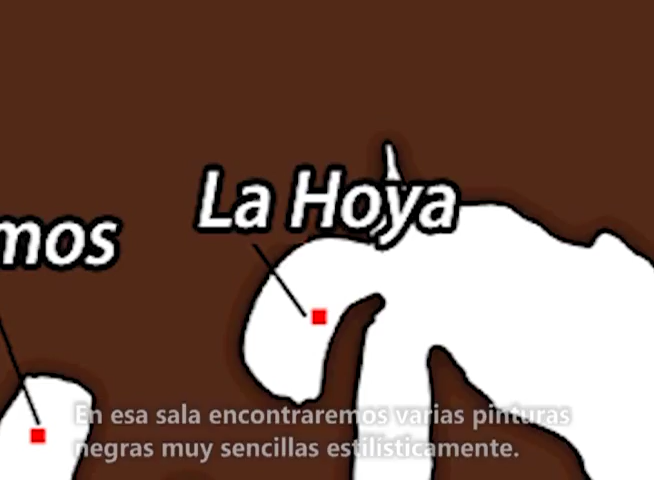 La Hoya
mos
En esa sala encontraremos varias pinturas
negras muy sencillas estilísticamente.